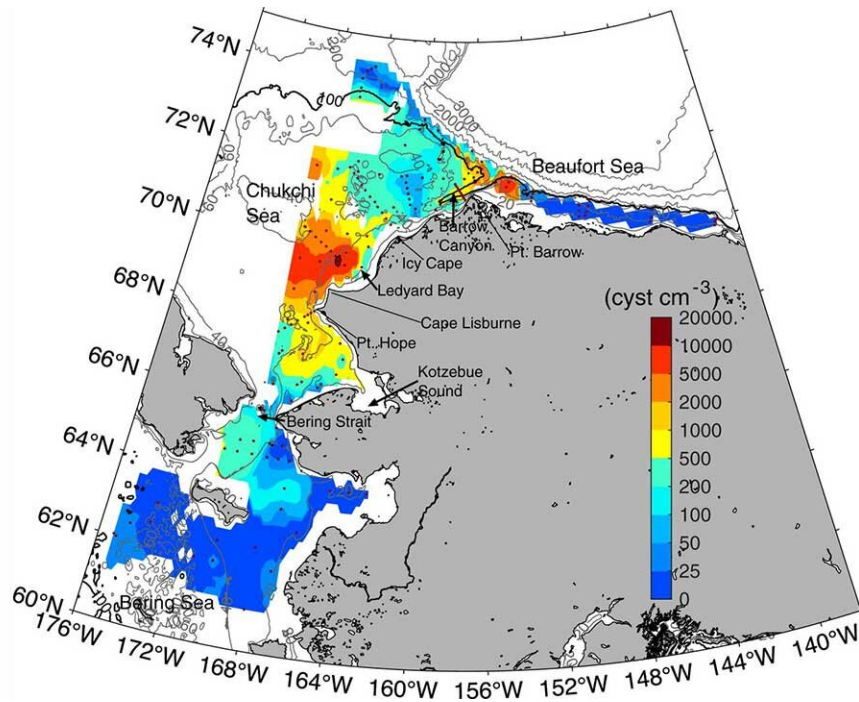 74°N
72°N
70°N
68°N
66°N
64°N
62°N
60°N
100
1000
3000
2000
40
60
Beaufort Sea
Chukchi
Sea
Barrow
Canyon
Pt. Barrow
Icy Cape
Ledyard Bay
(cyst cm-3)
Cape Lisburne
Pt. Hope
Kotzebue
Sound
Bering Strait
Bering Sea
20000
10000
5000
2000
1000
500
200
100
50
25
0
176°W
172°W
168°W
164°W
160°W
156°W
152°W
148°W
144°W
140°W